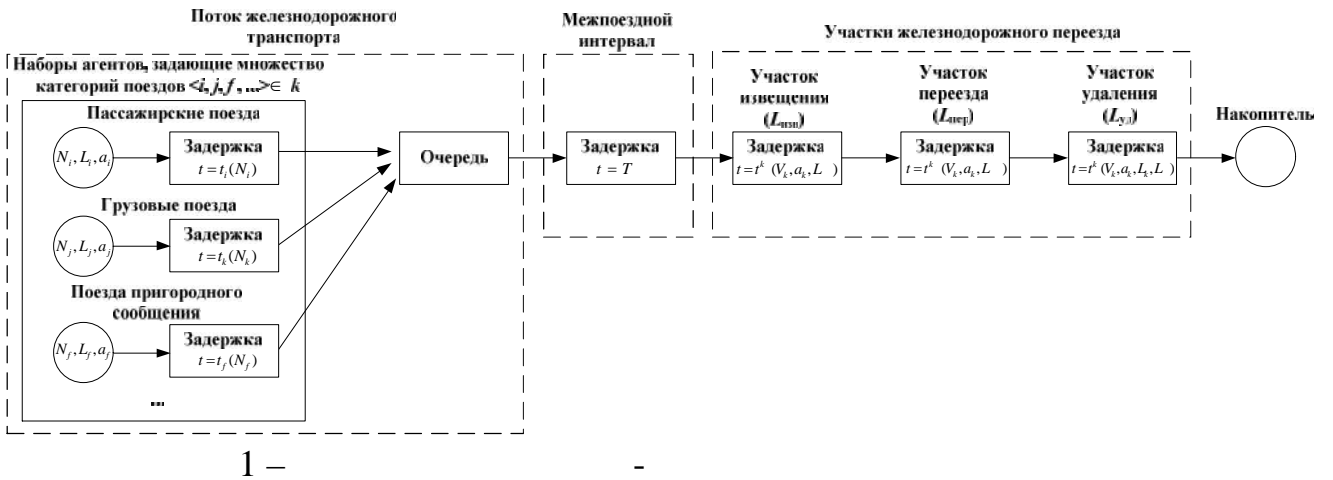 Поток железнодорожного
транспорта
Наборы агентов, задающие множество
категорий поездов <i, j, f, ...>∈ k
Пассажирские поезда
N_i, L_i, a_i
Задержка
t = t_i(N_i)
Грузовые поезда
N_j, L_j, a_j
Задержка
t = t_k(N_k)
Поезда пригородного
сообщения
N_f, L_f, a_f
Задержка
t = t_f(N_f)
...
Очередь
Межпоездной
интервал
Задержка
t = T
Участки железнодорожного переезда
Участок
извещения
(L_изв)
Задержка
t = t^k (V_k, a_k, L )
Участок
переезда
(L_пер)
Задержка
t = t^k (V_k, a_k, L )
Участок
удаления
(L_уд)
Задержка
t = t^k (V_k, a_k, L_k, L )
Накопитель
1 – -